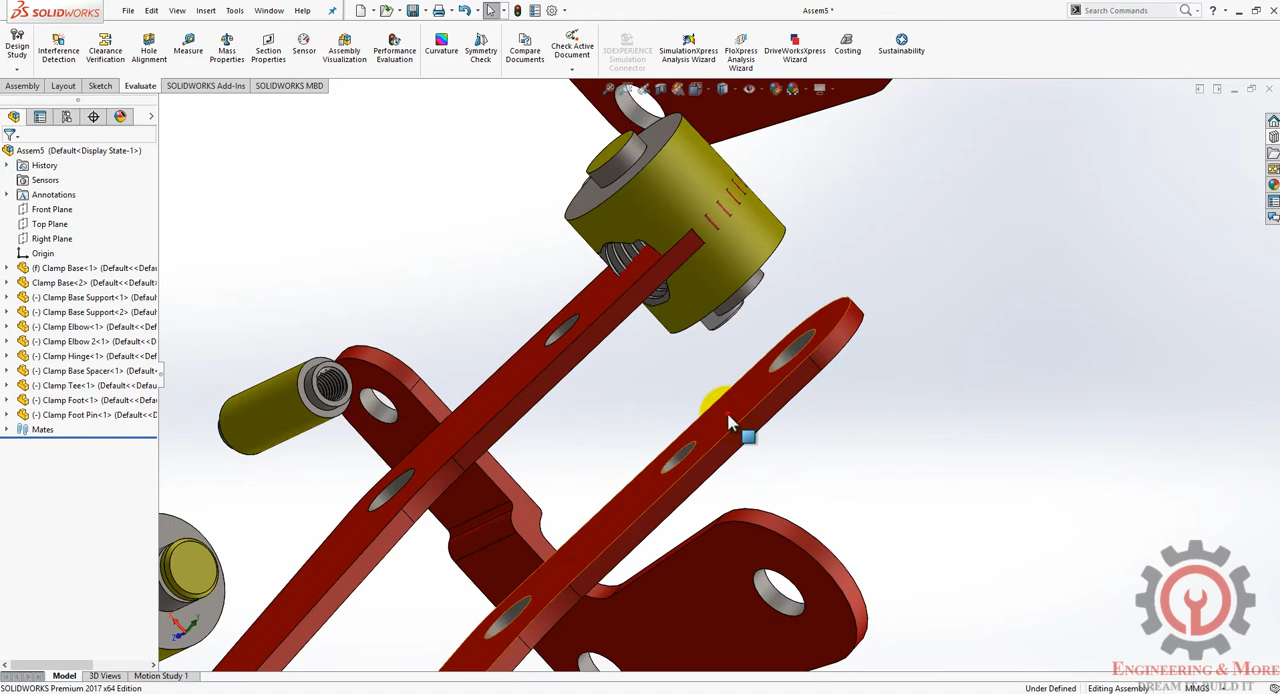 SOLIDWORKS
File Edit View Insert Tools Window Help
Assem5 *
Search Commands
Design Study
Interference Detection
Clearance Verification
Hole Alignment
Measure
Mass Properties
Section Properties
Sensor
Assembly Visualization
Performance Evaluation
Curvature
Symmetry Check
Compare Documents
Check Active Document
3DEXPERIENCE Simulation Connector
SimulationXpress Analysis Wizard
FloXpress Analysis Wizard
DriveWorksXpress Wizard
Costing
Sustainability
Assembly Layout Sketch Evaluate SOLIDWORKS Add-Ins SOLIDWORKS MBD
Assem5 (Default<Display State-1>)
History
Sensors
Annotations
Front Plane
Top Plane
Right Plane
Origin
(f) Clamp Base<1> (Default<<Defau
Clamp Base<2> (Default<<Default>
(-) Clamp Base Support<1> (Default
(-) Clamp Base Support<2> (Default
(-) Clamp Elbow<1> (Default<<Defa
(-) Clamp Elbow 2<1> (Default<<D
(-) Clamp Hinge<1> (Default<<Defa
(-) Clamp Base Spacer<1> (Default<
(-) Clamp Tee<1> (Default<<Defaul
(-) Clamp Foot<1> (Default<<Defau
(-) Clamp Foot Pin<1> (Default<<D
Mates
ENGINEERING & MORE
DREAM IT, BUILD IT
Model 3D Views Motion Study 1
SOLIDWORKS Premium 2017 x64 Edition
Under Defined Editing Assembly MMGS